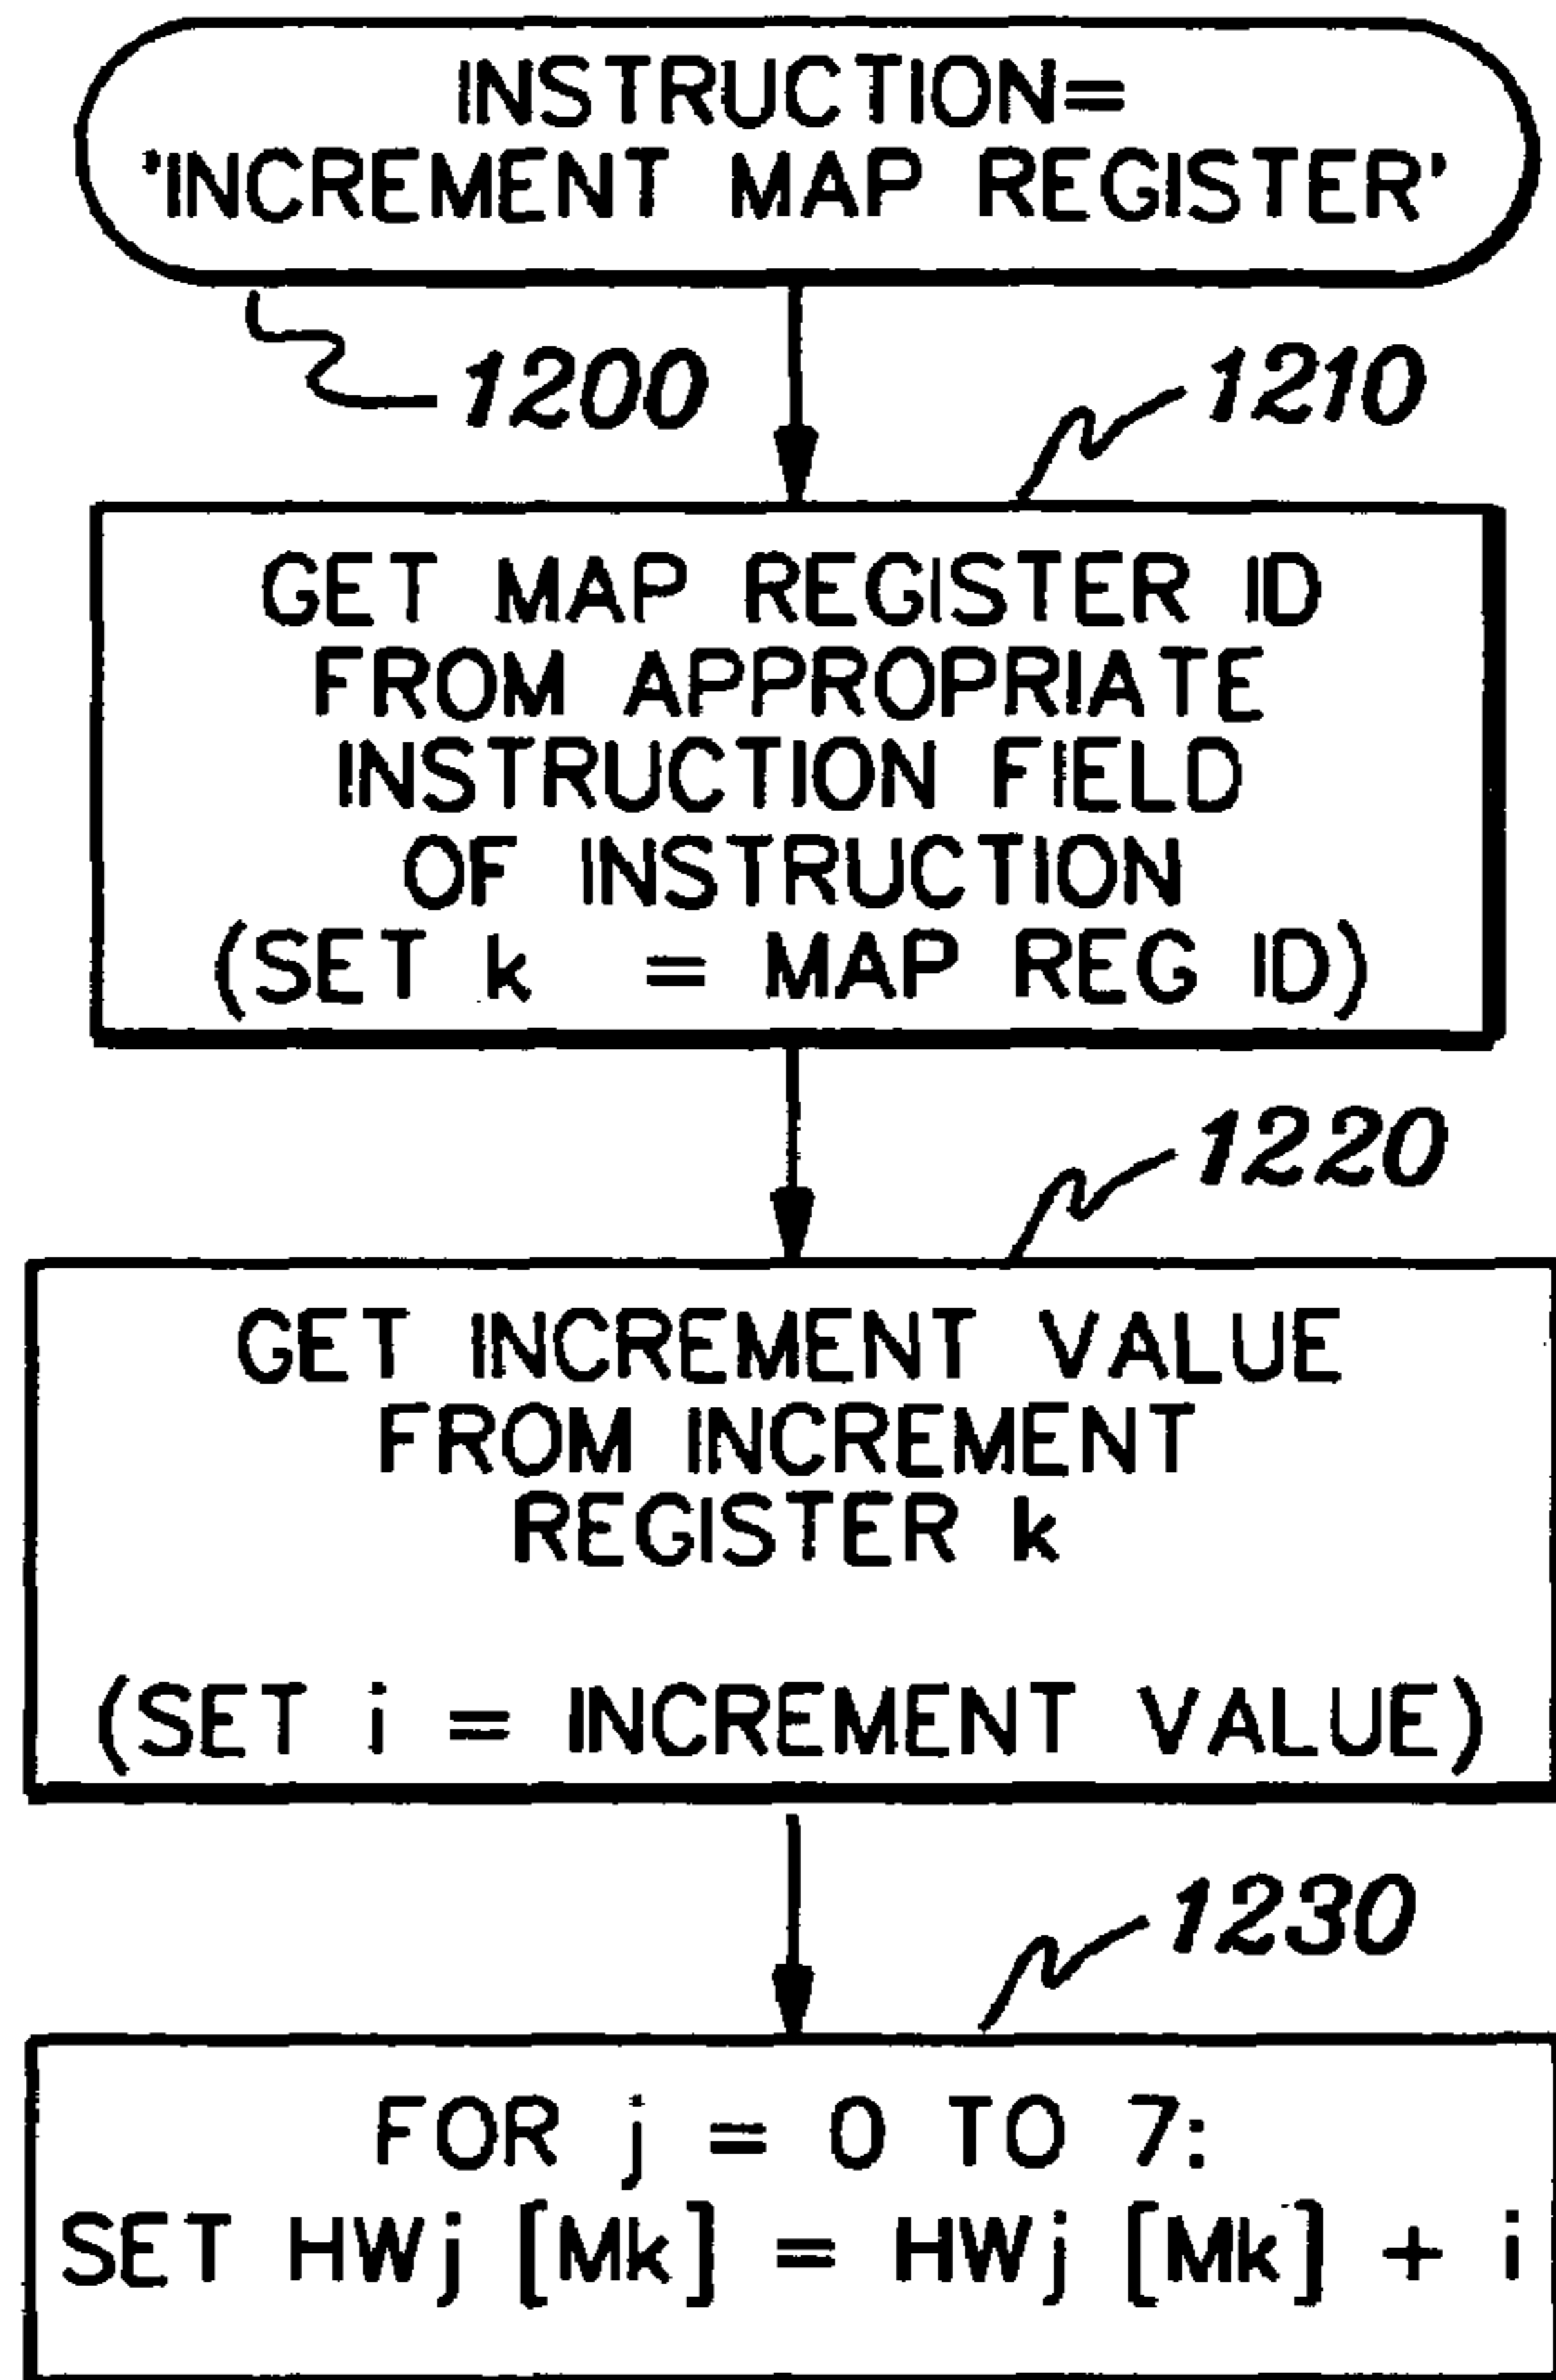 INSTRUCTION=
'INCREMENT MAP REGISTER'
1200
1210
GET MAP REGISTER ID
FROM APPROPRIATE
INSTRUCTION FIELD
OF INSTRUCTION
(SET k = MAP REG ID)
1220
GET INCREMENT VALUE
FROM INCREMENT
REGISTER k
(SET i = INCREMENT VALUE)
1230
FOR j = 0 TO 7:
SET HWj [Mk] = HWj [Mk] + i